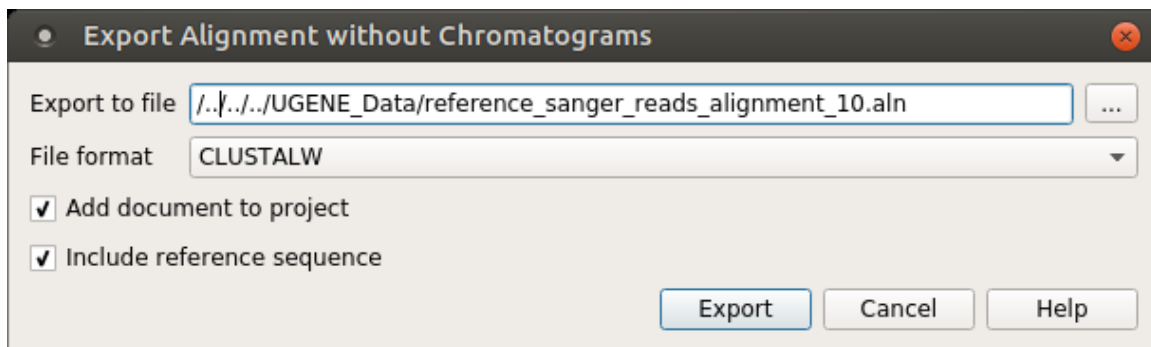 Export Alignment without Chromatograms
Export to file /../../../UGENE_Data/reference_sanger_reads_alignment_10.aln ...
File format CLUSTALW
Add document to project
Include reference sequence
Export Cancel Help